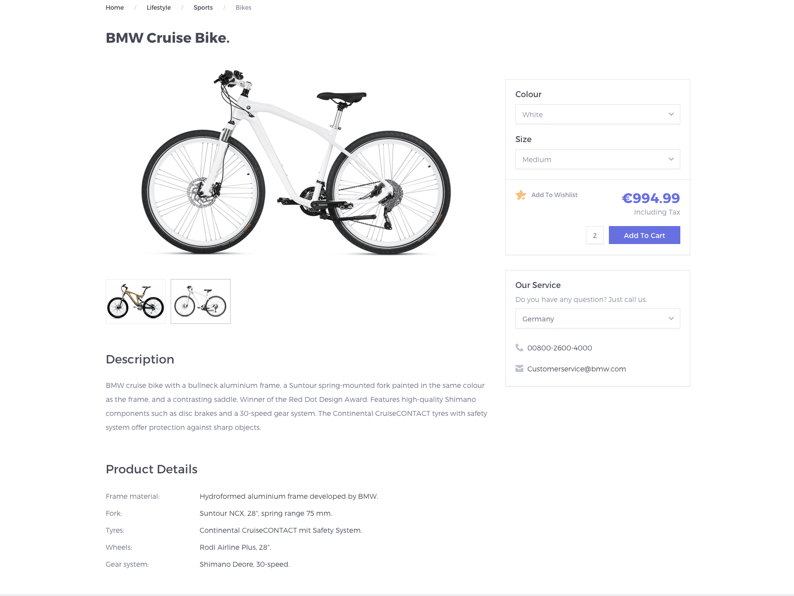 Home / Lifestyle / Sports / Bikes
BMW Cruise Bike.
Colour
White
Size
Medium
Add To Wishlist
€994.99
Including Tax
2
Add To Cart
Our Service
Do you have any question? Just call us.
Germany
00800-2600-4000
Customerservice@bmw.com
Description
BMW cruise bike with a bullneck aluminium frame, a Suntour spring-mounted fork painted in the same colour
as the frame, and a contrasting saddle. Winner of the Red Dot Design Award. Features high-quality Shimano
components such as disc brakes and a 30-speed gear system. The Continental CruiseCONTACT tyres with safety
system offer protection against sharp objects.
Product Details
Frame material: Hydroformed aluminium frame developed by BMW.
Fork: Suntour NCX, 28", spring range 75 mm.
Tyres: Continental CruiseCONTACT mit Safety System.
Wheels: Rodi Airline Plus, 28".
Gear system: Shimano Deore, 30-speed.